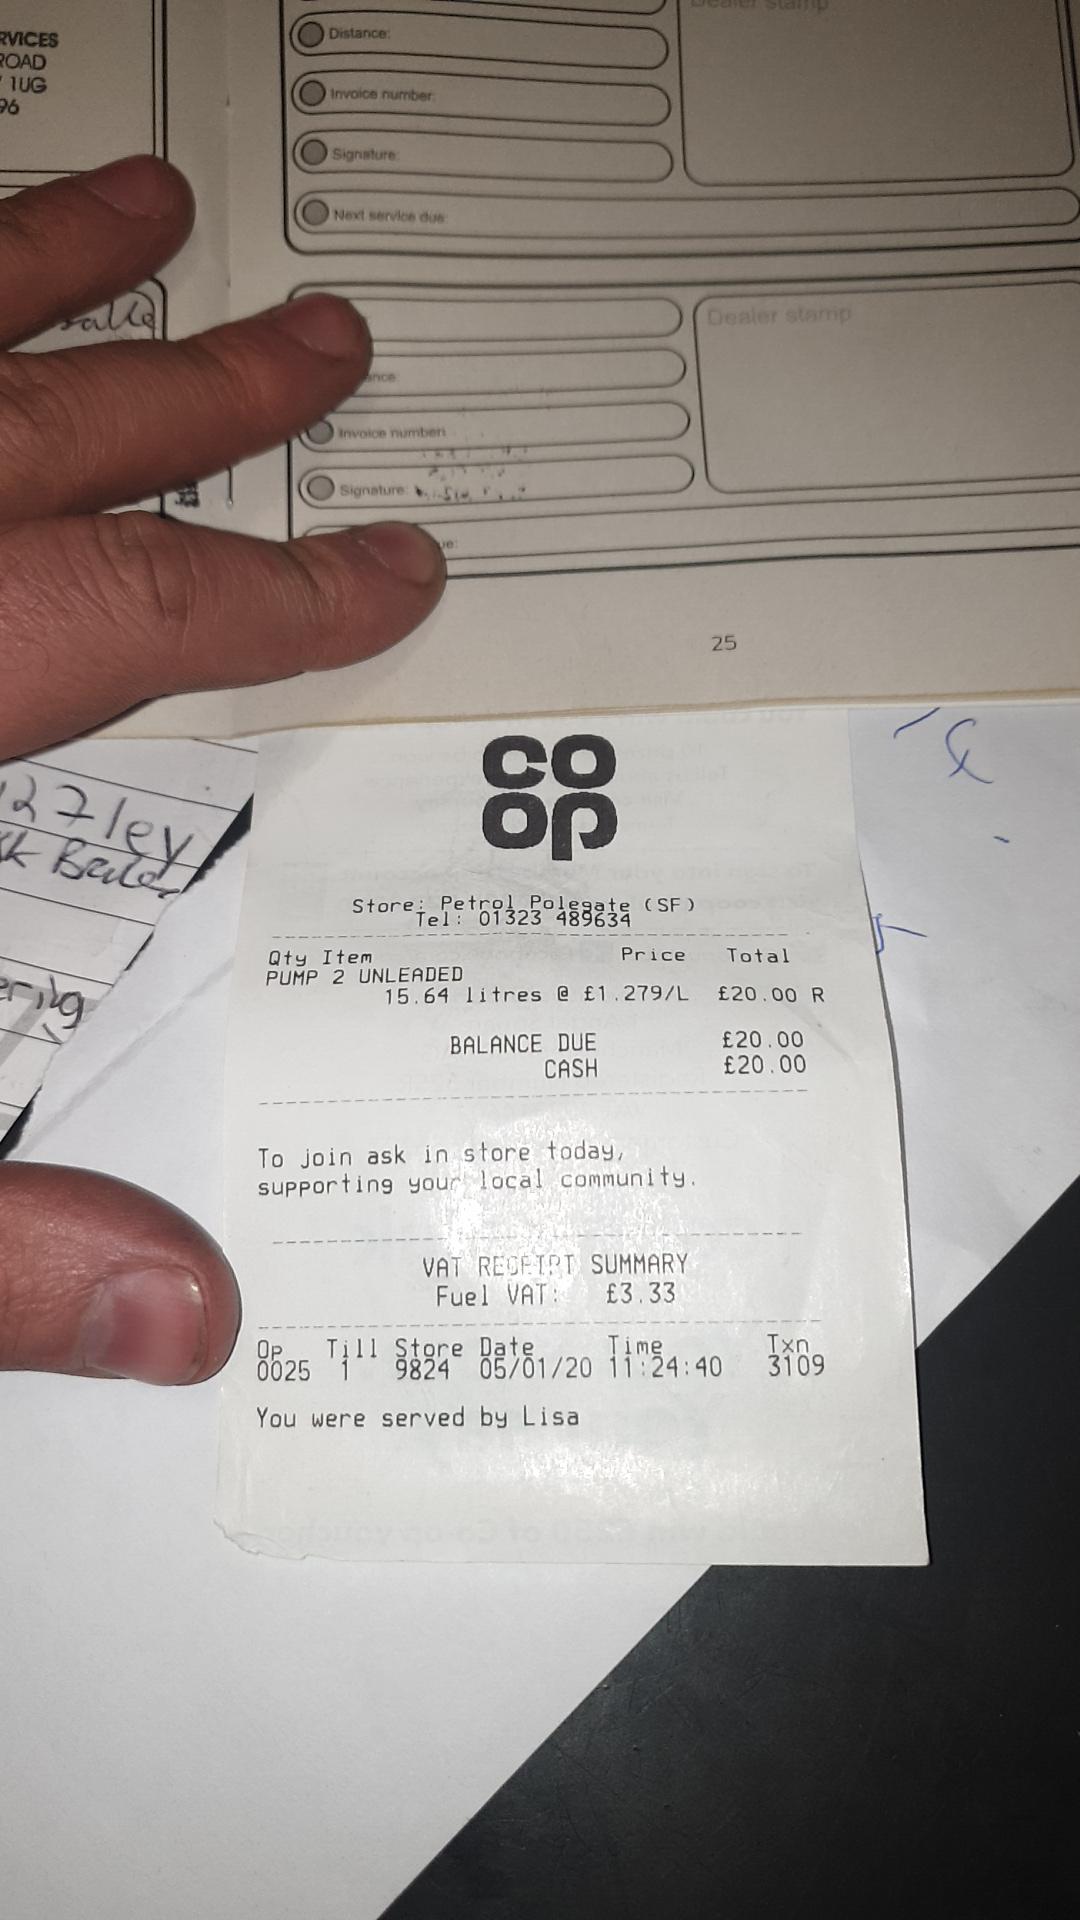 RVICES
ROAD
1UG
96
Dealer stamp
Distance:
Invoice number:
Signature:
Next service due:
Dealer stamp
ance:
Invoice number:
Signature:
ue:
25
co
op
Store: Petrol Polegate (SF)
Tel: 01323 489634
Qty Item Price Total
PUMP 2 UNLEADED
15.64 litres @ £1.279/L £20.00 R
BALANCE DUE £20.00
CASH £20.00
To join ask in store today,
supporting your local community.
VAT RECEIPT SUMMARY
Fuel VAT: £3.33
Op Till Store Date Time Txn
0025 1 9824 05/01/20 11:24:40 3109
You were served by Lisa